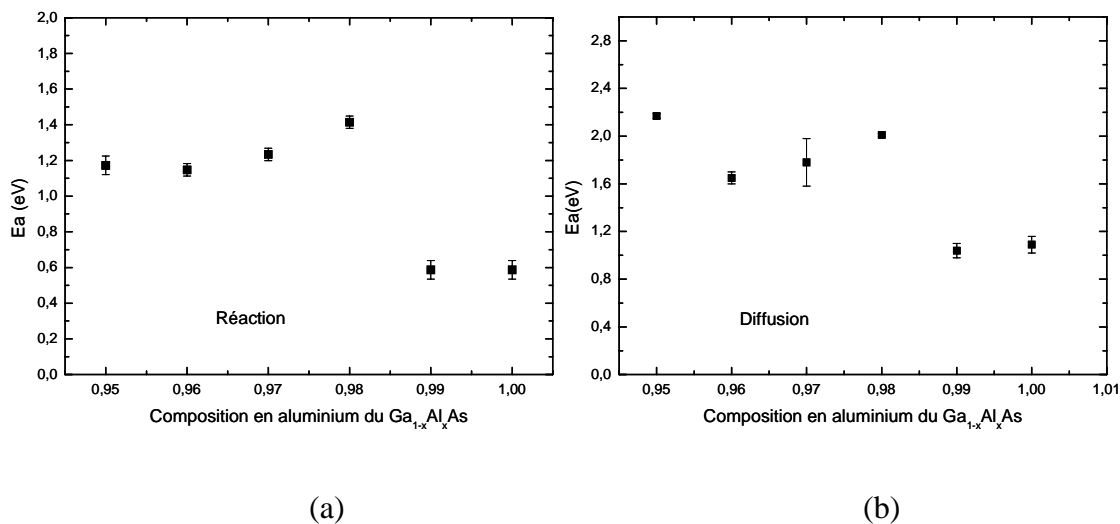 2,0
1,8
1,6
1,4
1,2
1,0
0,8
0,6
0,4
0,2
0,0
Ea (eV)
Réaction
0,95 0,96 0,97 0,98 0,99 1,00
Composition en aluminium du Ga1-xAlxAs
(a)
2,8
2,4
2,0
1,6
1,2
0,8
0,4
0,0
Ea(eV)
Diffusion
0,95 0,96 0,97 0,98 0,99 1,00 1,01
Composition en aluminium du Ga1-xAlxAs
(b)